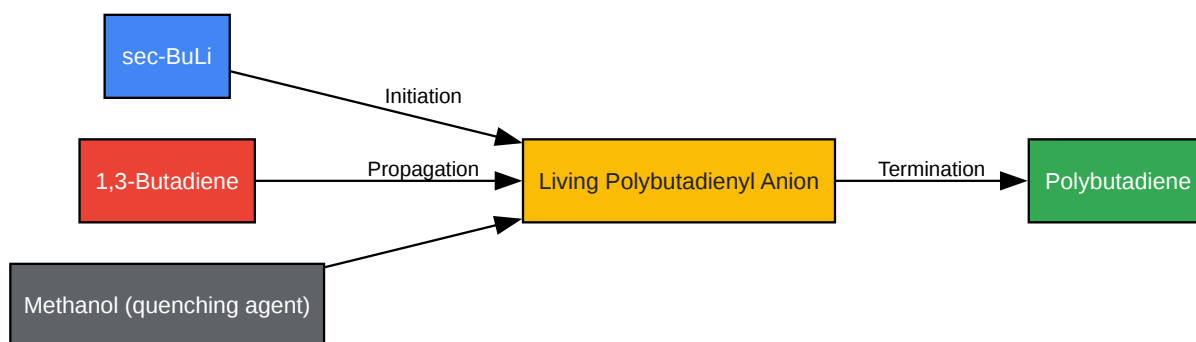 sec-BuLi
Initiation
1,3-Butadiene
Propagation
Living Polybutadienyl Anion
Termination
Polybutadiene
Methanol (quenching agent)